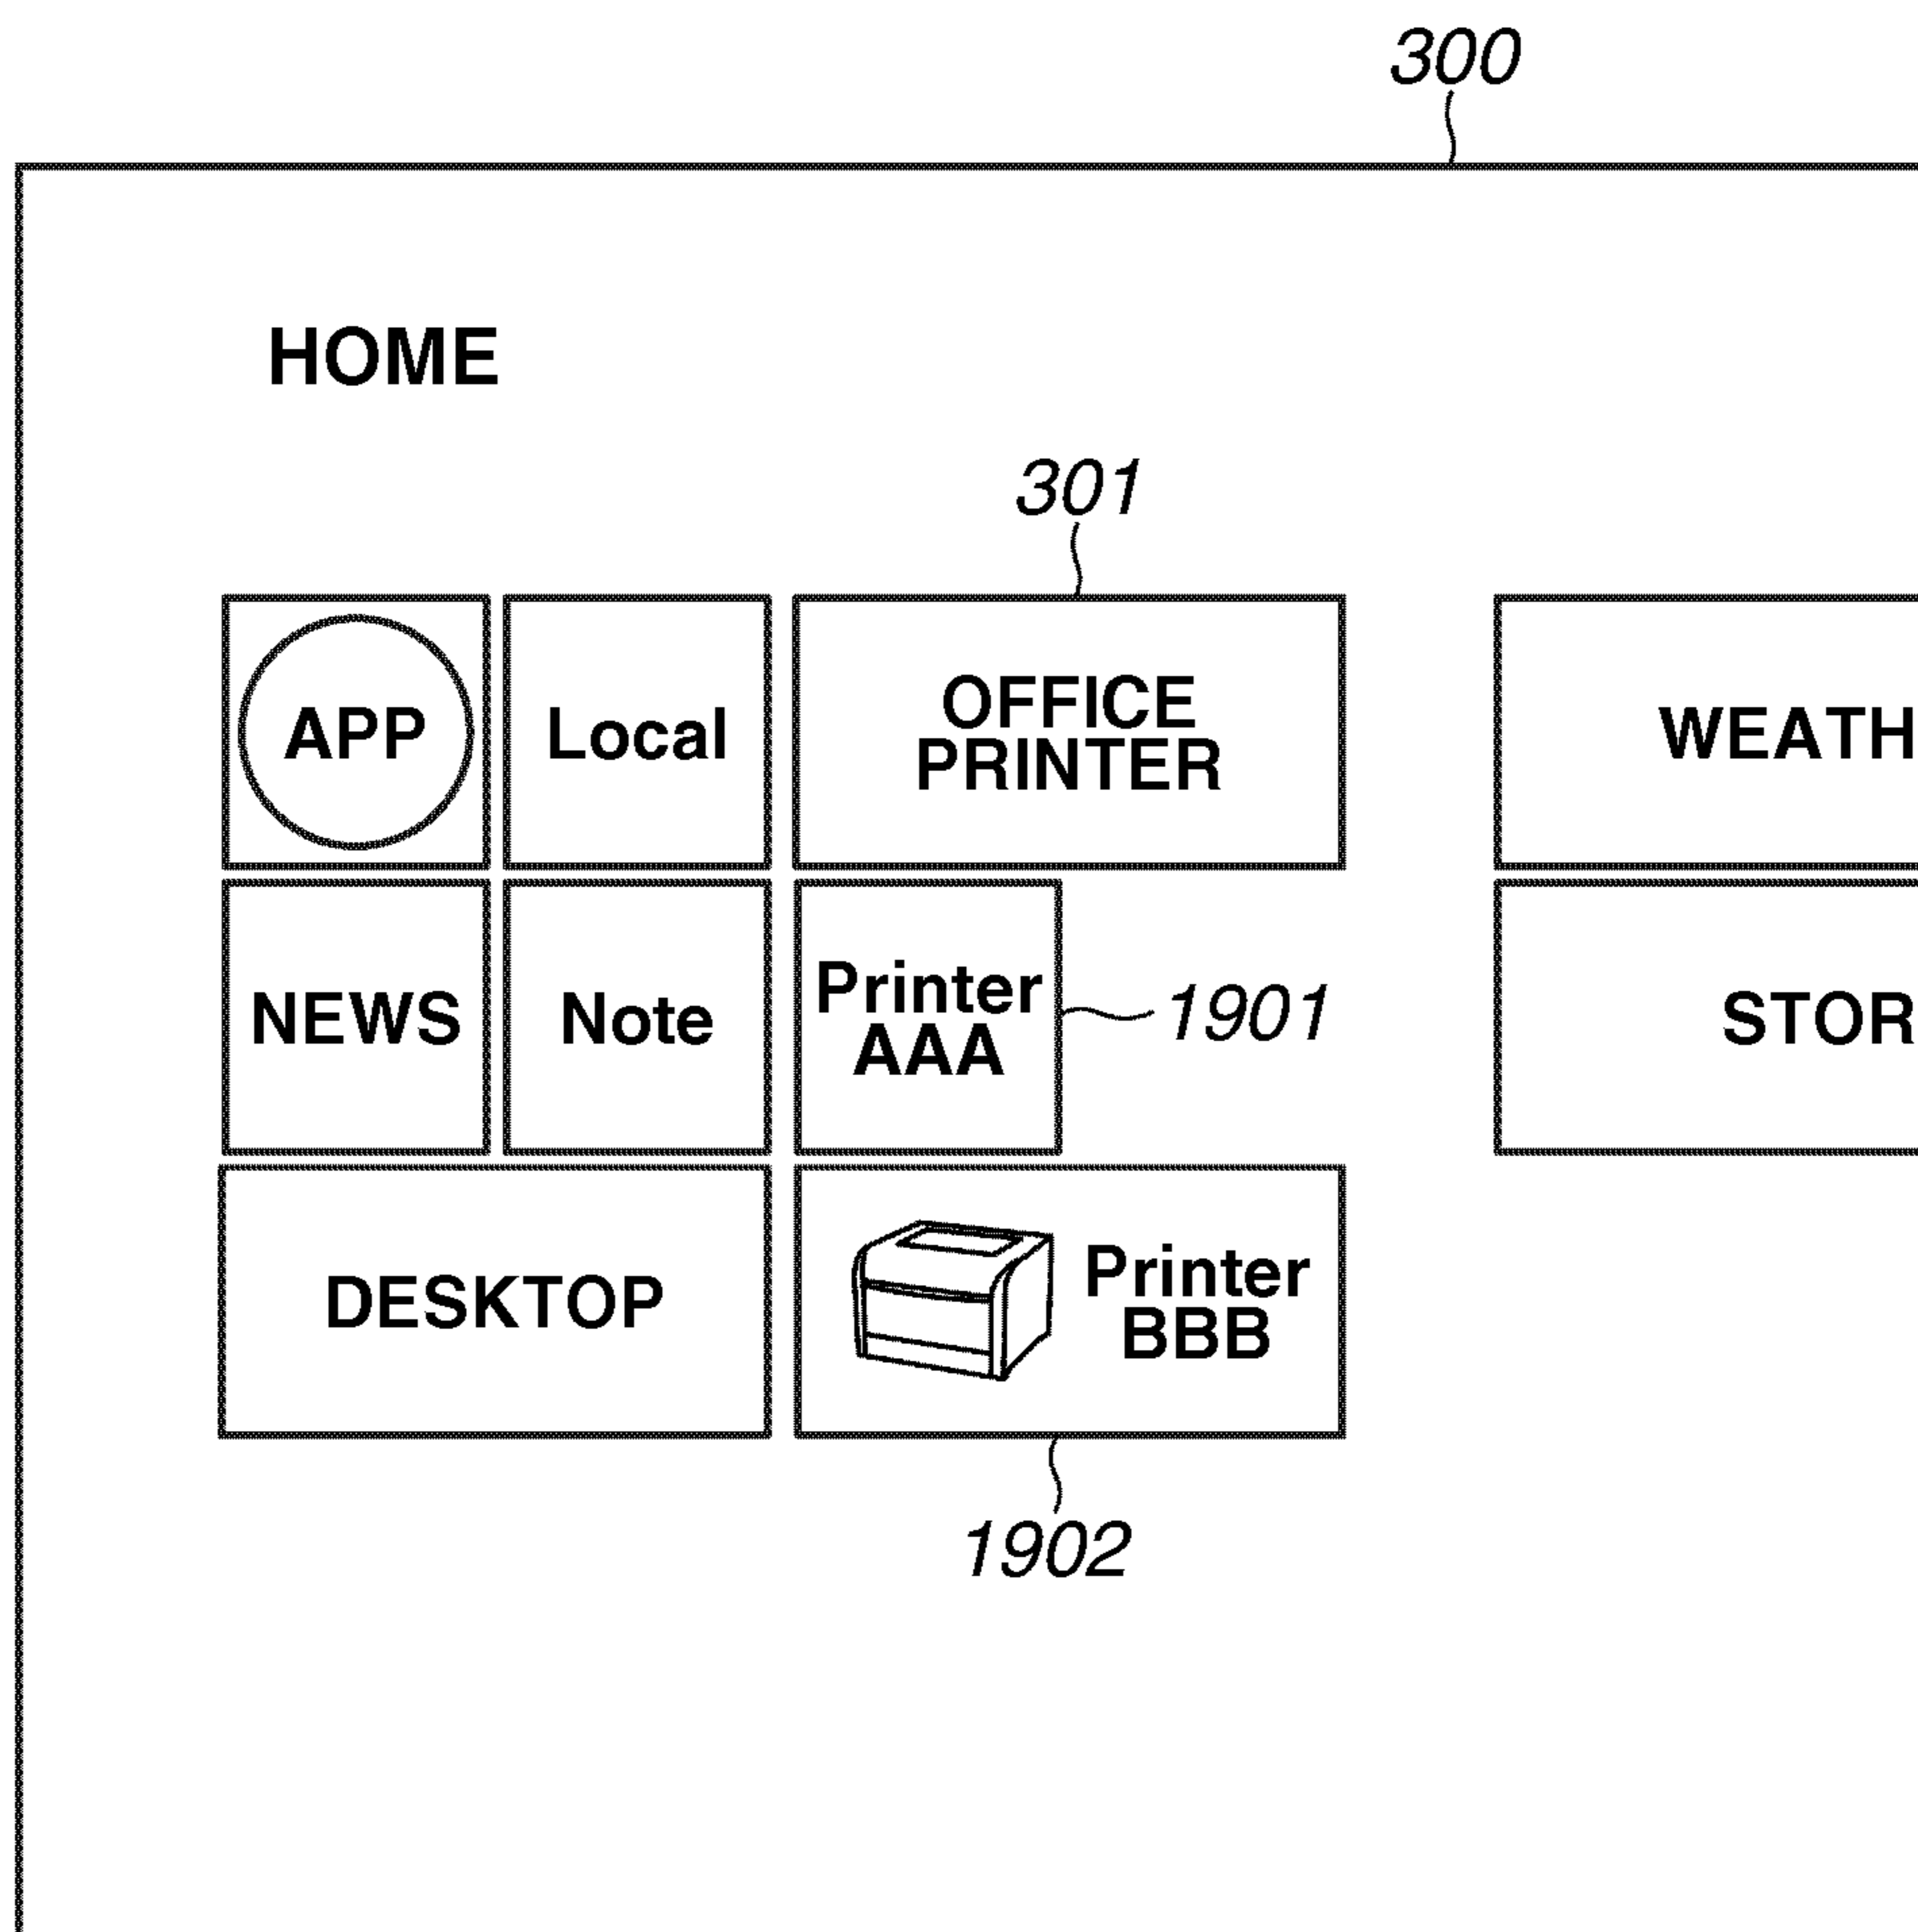 300
HOME
301
APP
Local
OFFICE
PRINTER
WEATH
NEWS
Note
Printer
AAA
1901
STOR
DESKTOP
Printer
BBB
1902